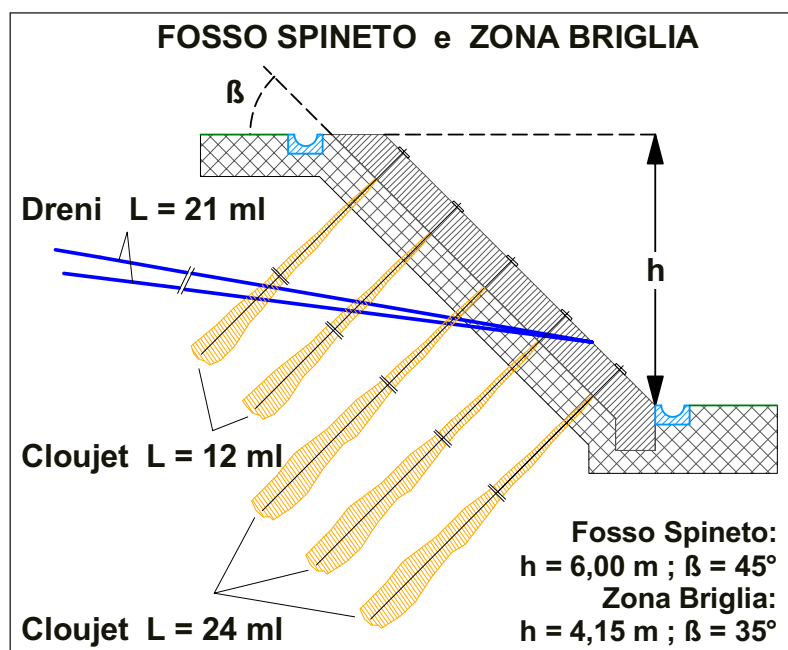 FOSSO SPINETO e ZONA BRIGLIA
ß
Dreni L = 21 ml
h
Cloujet L = 12 ml
Cloujet L = 24 ml
Fosso Spineto:
h = 6,00 m ; ß = 45°
Zona Briglia:
h = 4,15 m ; ß = 35°